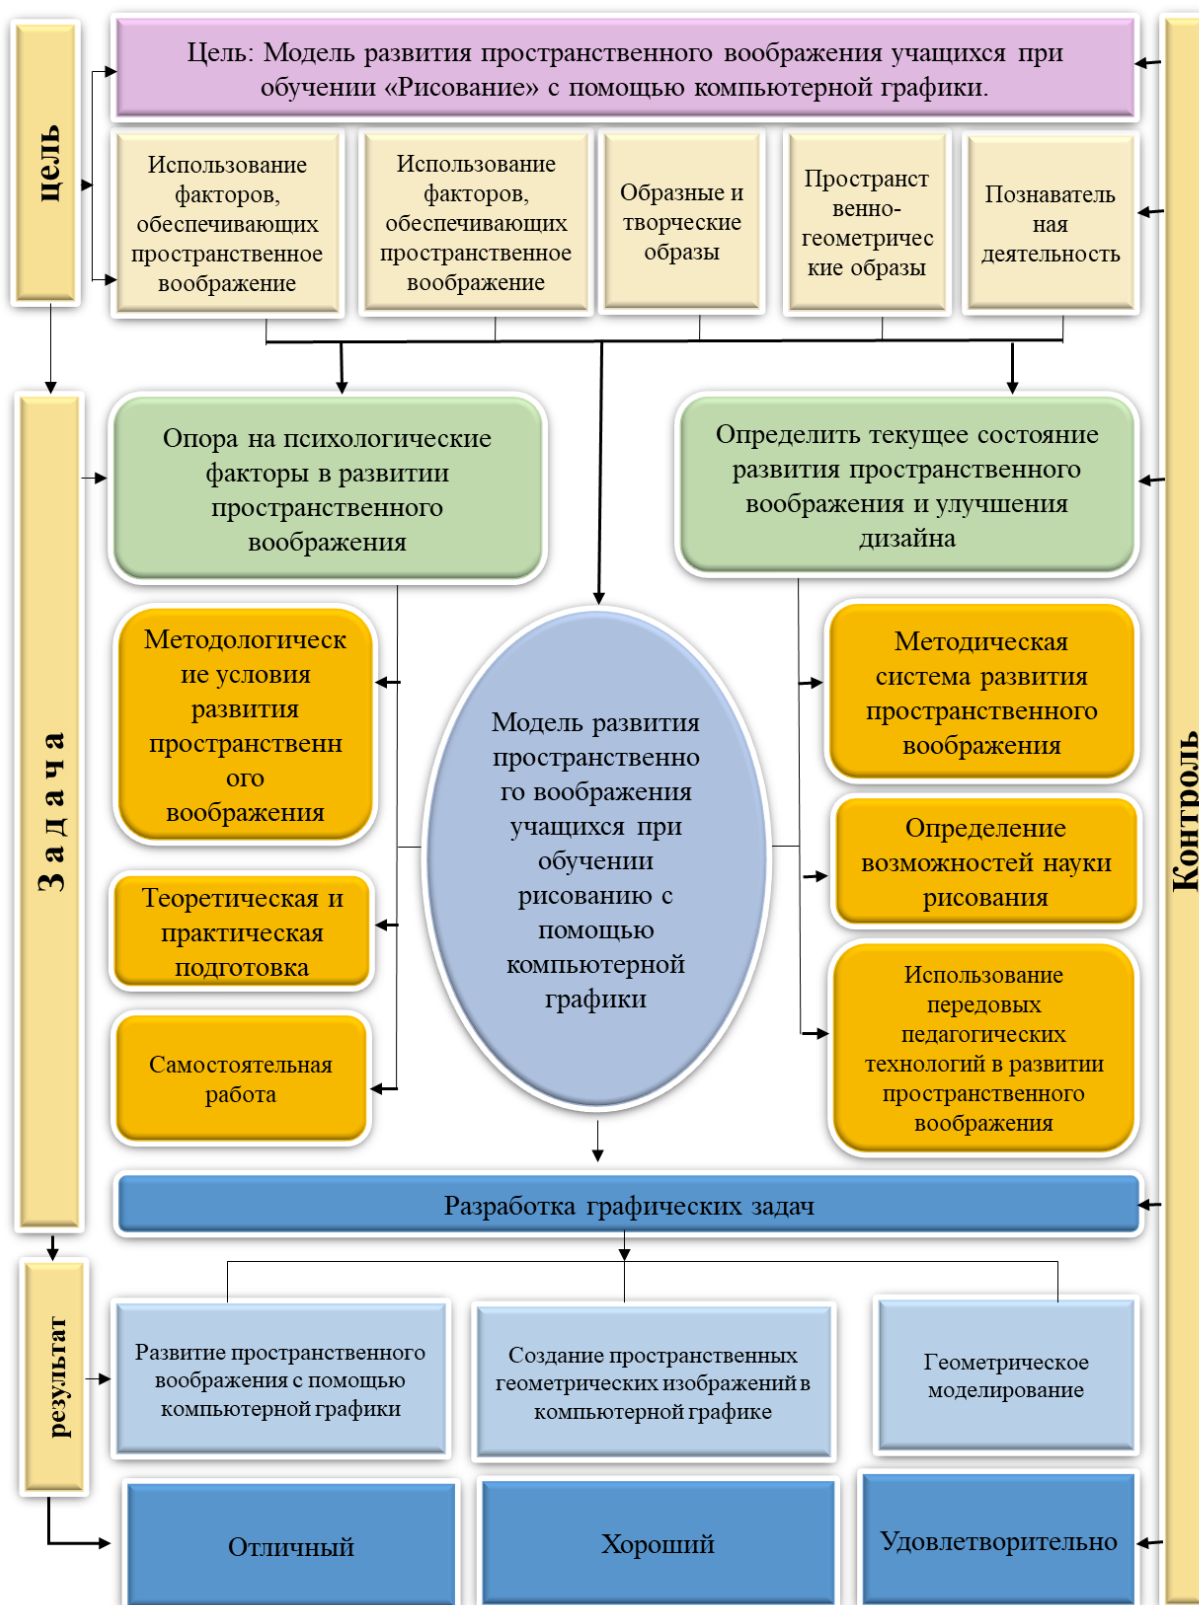 цель
Цель: Модель развития пространственного воображения учащихся при
обучении «Рисование» с помощью компьютерной графики.
Использование
факторов,
обеспечивающих
пространственное
воображение
Использование
факторов,
обеспечивающих
пространственное
воображение
Образные и
творческие
образы
Пространст
венно-
геометричес
кие образы
Познаватель
ная
деятельность
Контроль
З а д а ч а
Опора на психологические
факторы в развитии
пространственного
воображения
Определить текущее состояние
развития пространственного
воображения и улучшения
дизайна
Методологическ
ие условия
развития
пространственн
ого воображения
Теоретическая и
практическая
подготовка
Самостоятельная
работа
Модель развития
пространственно
го воображения
учащихся при
обучении
рисованию с
помощью
компьютерной
графики
Методическая
система развития
пространственного
воображения
Определение
возможностей науки
рисования
Использование
передовых
педагогических
технологий в развитии
пространственного
воображения
Разработка графических задач
результат
Развитие пространственного
воображения с помощью
компьютерной графики
Создание пространственных
геометрических изображений в
компьютерной графике
Геометрическое
моделирование
Отличный
Хороший
Удовлетворительно